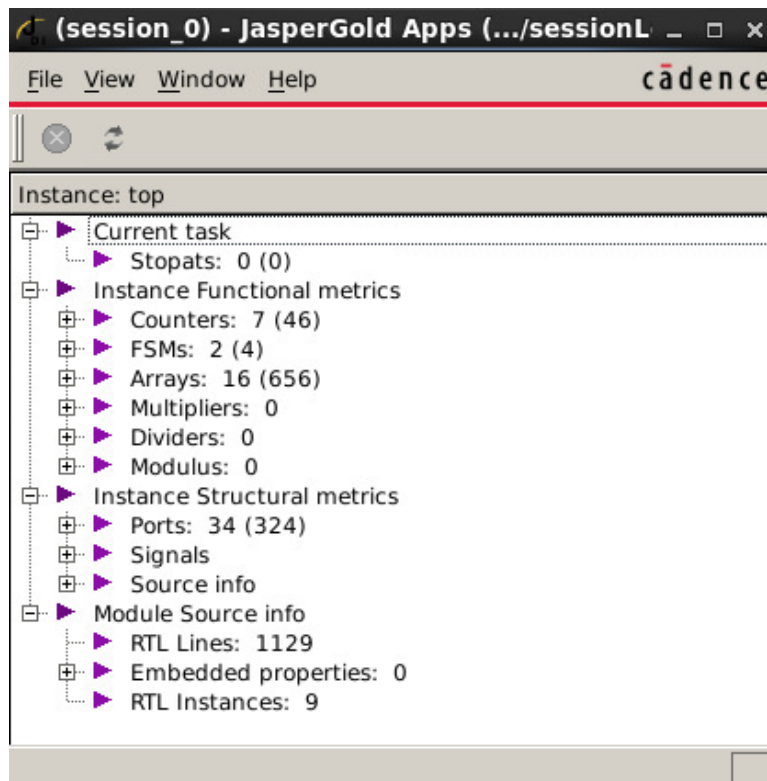 (session_0) - JasperGold Apps (.../sessionL
File View Window Help cādence
Instance: top
Current task
Stopats: 0 (0)
Instance Functional metrics
Counters: 7 (46)
FSMs: 2 (4)
Arrays: 16 (656)
Multipliers: 0
Dividers: 0
Modulus: 0
Instance Structural metrics
Ports: 34 (324)
Signals
Source info
Module Source info
RTL Lines: 1129
Embedded properties: 0
RTL Instances: 9